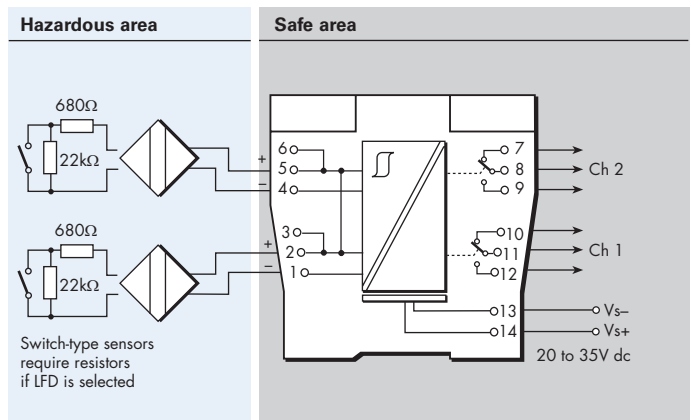 Hazardous area
Safe area
680Ω
22kΩ
+
−
6
5
4
7
8
9
Ch 2
680Ω
22kΩ
+
−
3
2
1
10
11
12
Ch 1
13
Vs–
14
Vs+
20 to 35V dc
Switch-type sensors
require resistors
if LFD is selected